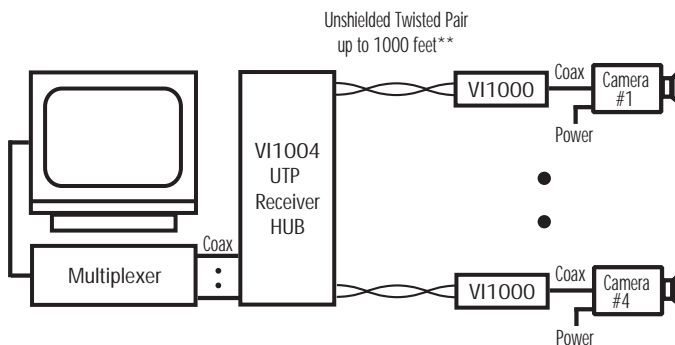 Unshielded Twisted Pair
up to 1000 feet**
VI1000
Coax
Camera
#1
Power
VI1004
UTP
Receiver
HUB
Coax
Multiplexer
VI1000
Coax
Camera
#4
Power